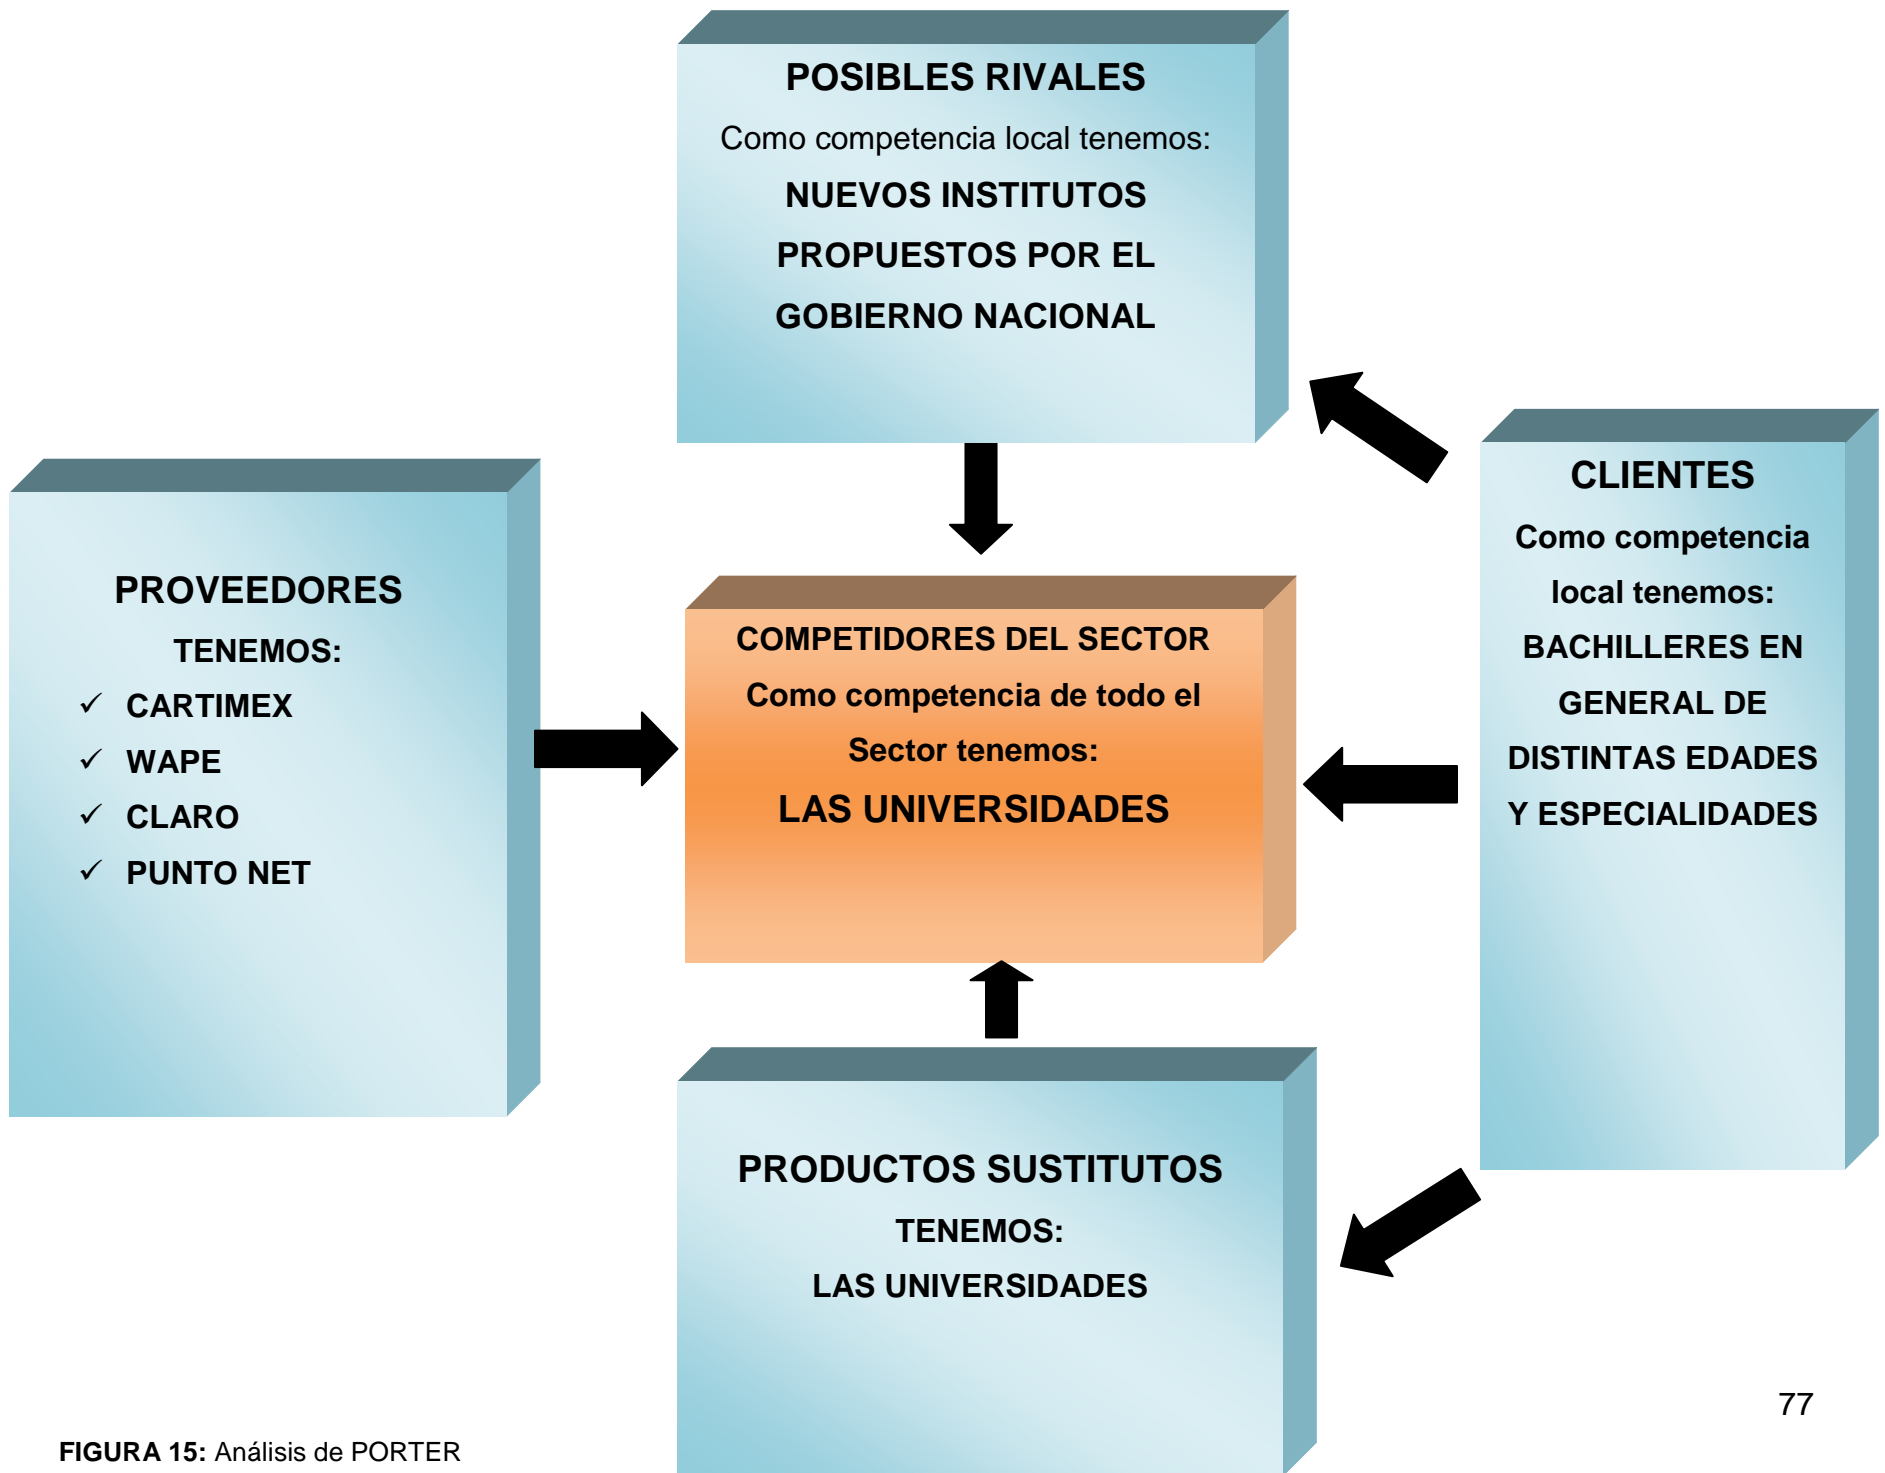 POSIBLES RIVALES
Como competencia local tenemos:
NUEVOS INSTITUTOS
PROPUESTOS POR EL
GOBIERNO NACIONAL
PROVEEDORES
TENEMOS:
✓ CARTIMEX
✓ WAPE
✓ CLARO
✓ PUNTO NET
COMPETIDORES DEL SECTOR
Como competencia de todo el
Sector tenemos:
LAS UNIVERSIDADES
CLIENTES
Como competencia
local tenemos:
BACHILLERES EN
GENERAL DE
DISTINTAS EDADES
Y ESPECIALIDADES
PRODUCTOS SUSTITUTOS
TENEMOS:
LAS UNIVERSIDADES
77
FIGURA 15: Análisis de PORTER